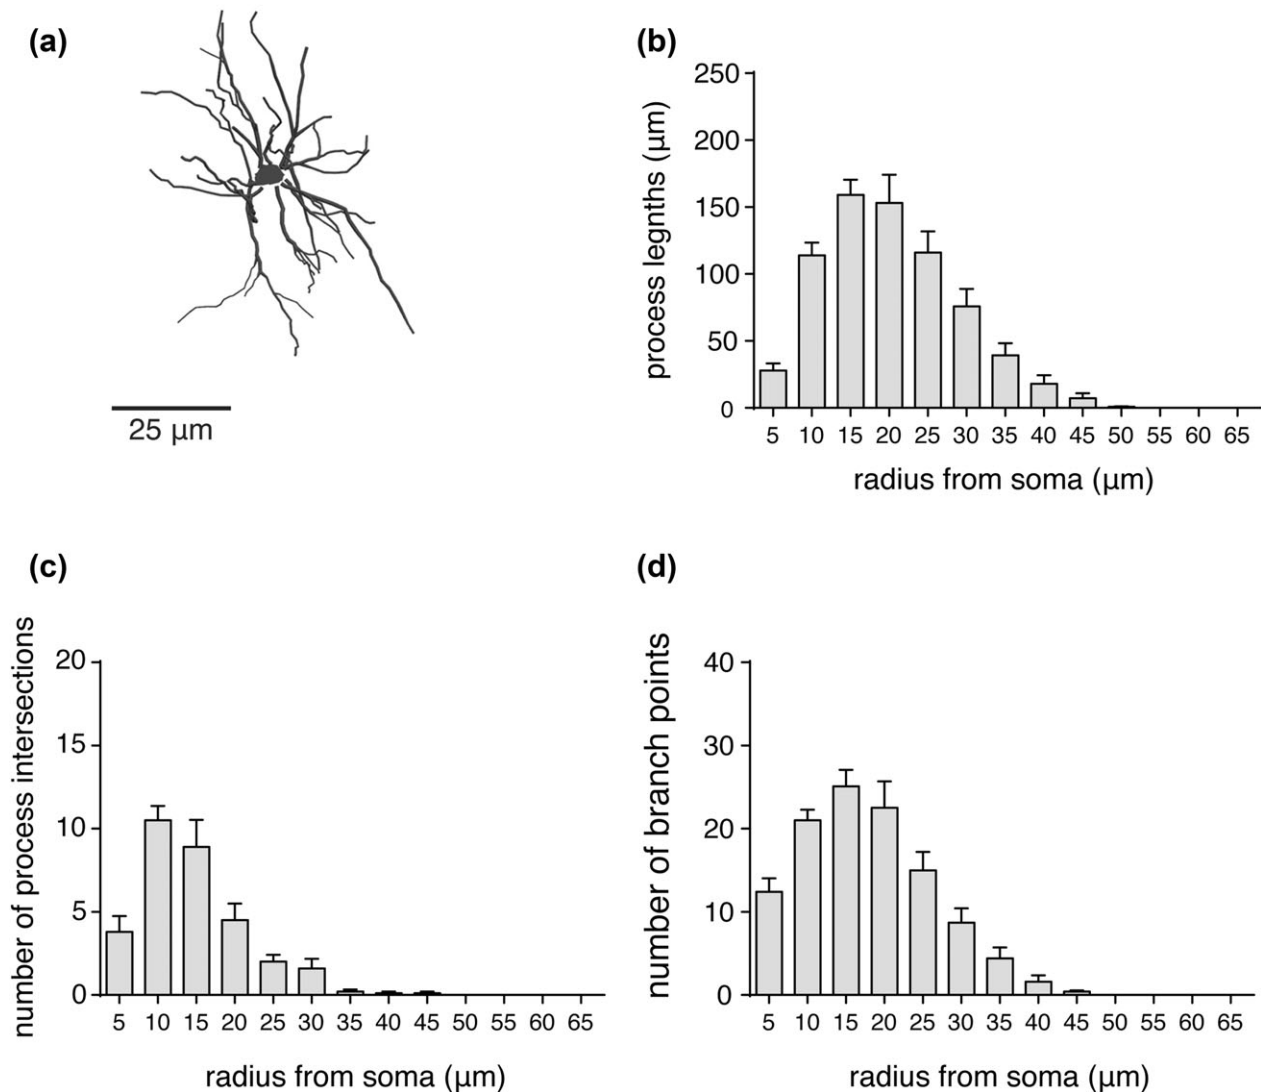 (a)
25 µm
(b)
process legnths (µm)
250
200
150
100
50
0
5 10 15 20 25 30 35 40 45 50 55 60 65
radius from soma (µm)
(c)
number of process intersections
20
15
10
5
0
5 10 15 20 25 30 35 40 45 50 55 60 65
radius from soma (µm)
(d)
number of branch points
40
30
20
10
0
5 10 15 20 25 30 35 40 45 50 55 60 65
radius from soma (µm)